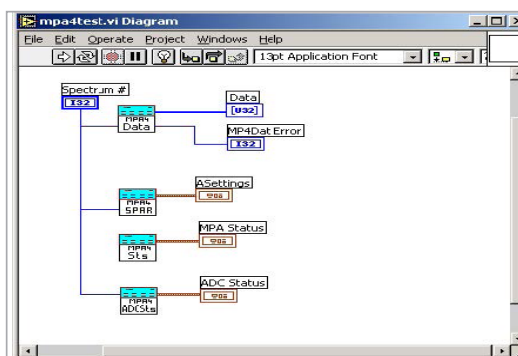 mpa4test.vi Diagram
File Edit Operate Project Windows Help
13pt Application Font
Spectrum #
I32
MPA4
Data
Data
[U32]
MP4Dat Error
I32
MPA4
SPAR
ASettings
MPA4
Sts
MPA Status
MPA4
ADCSts
ADC Status